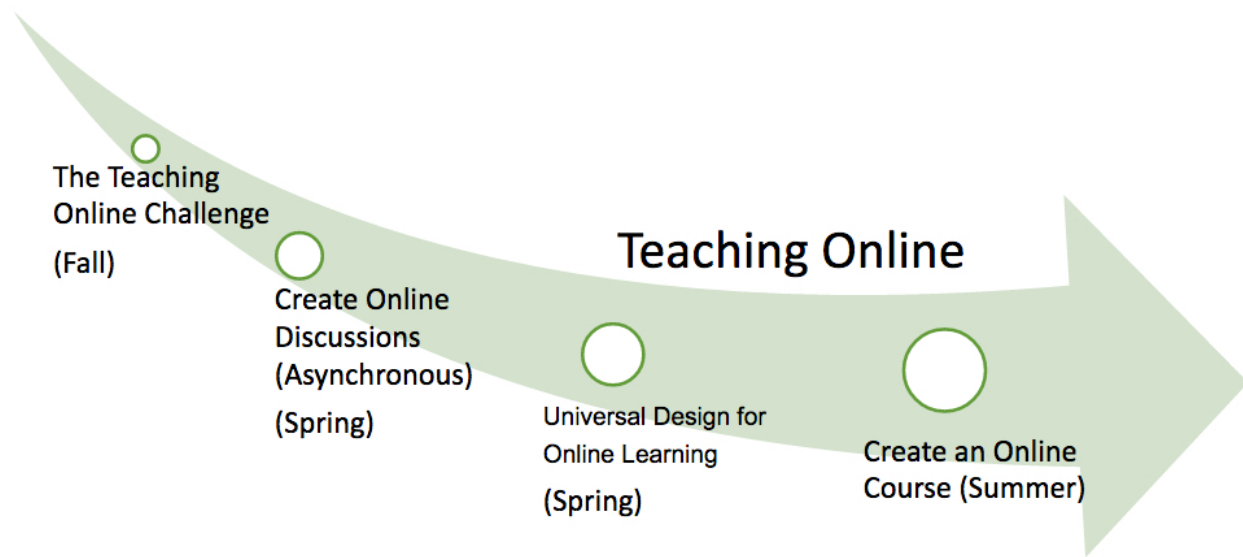 The Teaching
Online Challenge
(Fall)
Create Online
Discussions
(Asynchronous)
(Spring)
Teaching Online
Universal Design for
Online Learning
(Spring)
Create an Online
Course (Summer)